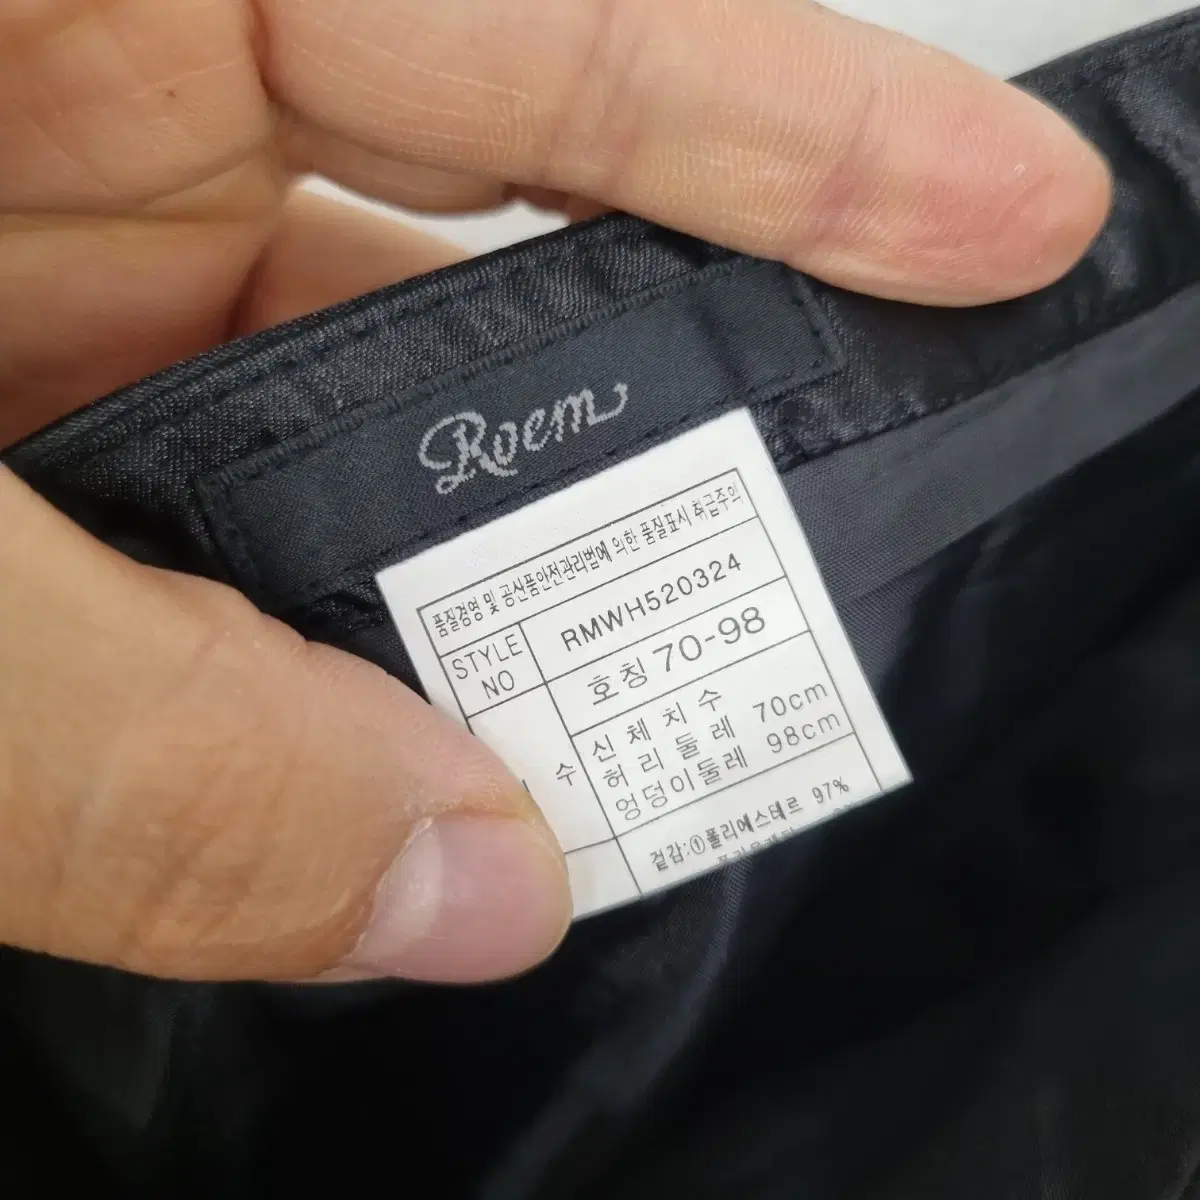 Roem
품질경영 및 공산품안전관리법에 의한 품질표시 취급주의
STYLE NO
RMWH520324
호칭 70-98
수
신체치수
허리둘레 70cm
엉덩이둘레 98cm
겉감:①폴리에스테르 97%